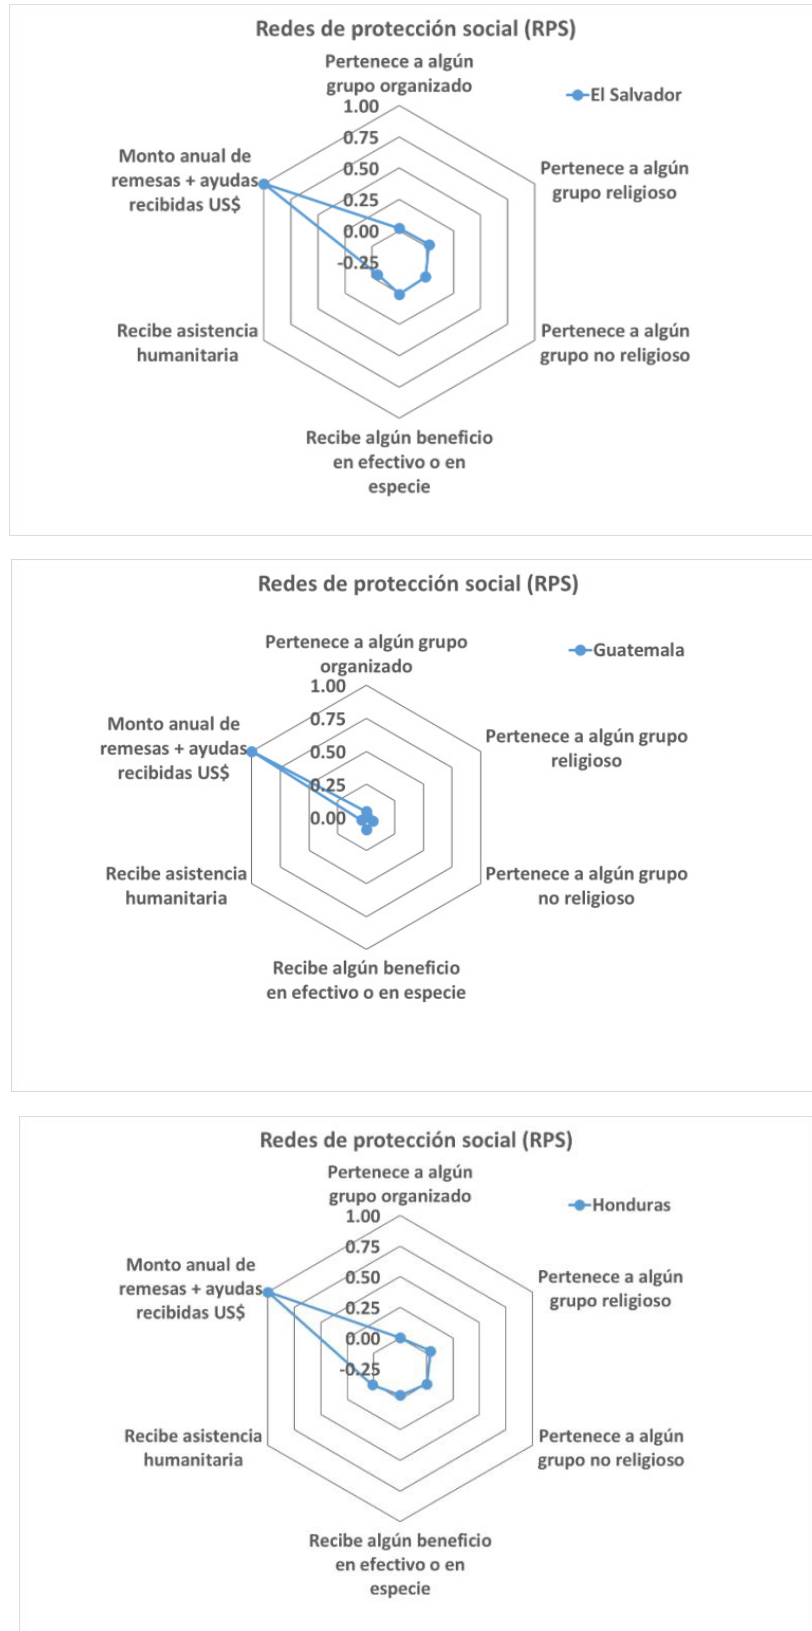 Redes de protección social (RPS)
Pertenece a algún
grupo organizado
El Salvador
1.00
0.75
0.50
0.25
0.00
-0.25
Monto anual de
remesas + ayudas
recibidas US$
Pertenece a algún
grupo religioso
Recibe asistencia
humanitaria
Pertenece a algún
grupo no religioso
Recibe algún beneficio
en efectivo o en
especie
Redes de protección social (RPS)
Pertenece a algún grupo
organizado
Guatemala
1.00
0.75
0.50
0.25
0.00
Monto anual de
remesas + ayudas
recibidas US$
Pertenece a algún grupo
religioso
Recibe asistencia
humanitaria
Pertenece a algún grupo
no religioso
Recibe algún beneficio
en efectivo o en especie
Redes de protección social (RPS)
Pertenece a algún
grupo organizado
Honduras
1.00
0.75
0.50
0.25
0.00
-0.25
Monto anual de
remesas + ayudas
recibidas US$
Pertenece a algún
grupo religioso
Recibe asistencia
humanitaria
Pertenece a algún
grupo no religioso
Recibe algún beneficio
en efectivo o en
especie